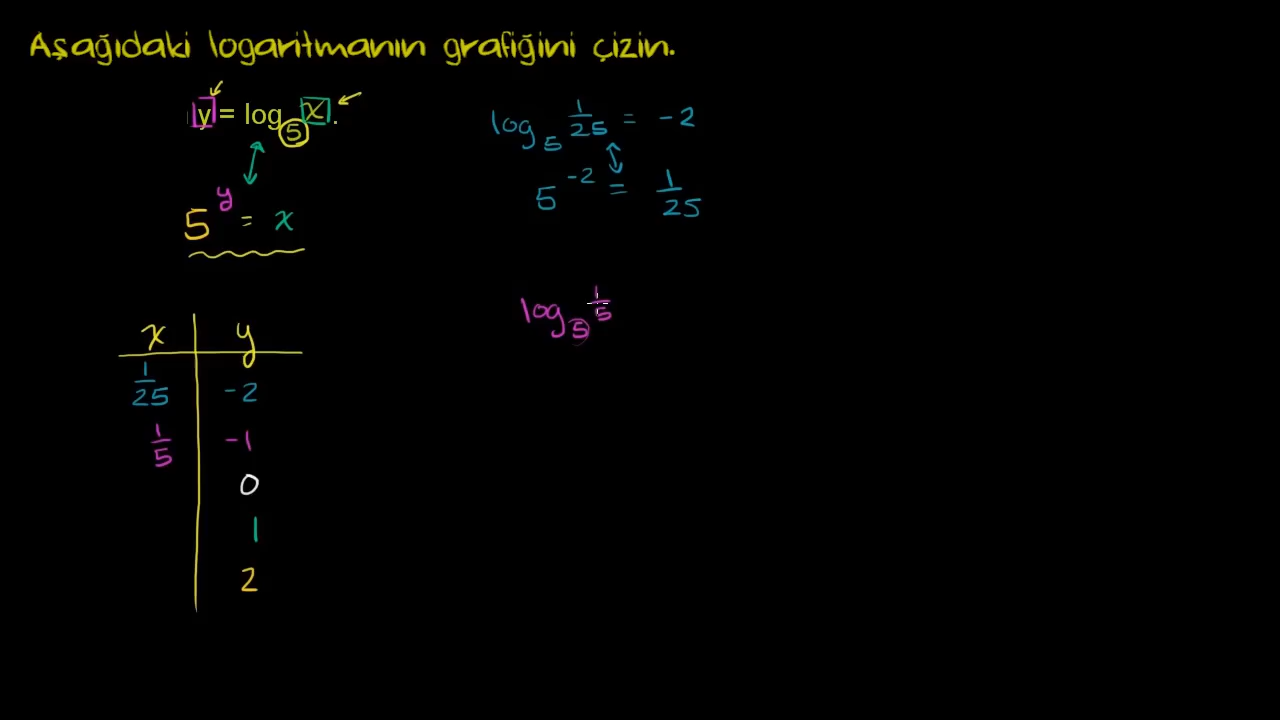 Aşağıdaki logaritmanın grafiğini çizin.
y = log₅ x.
5^y = x
log₅ 1/25 = -2
5^-2 = 1/25
log₅ 1/5
x y
1/25 -2
1/5 -1
0
1
2